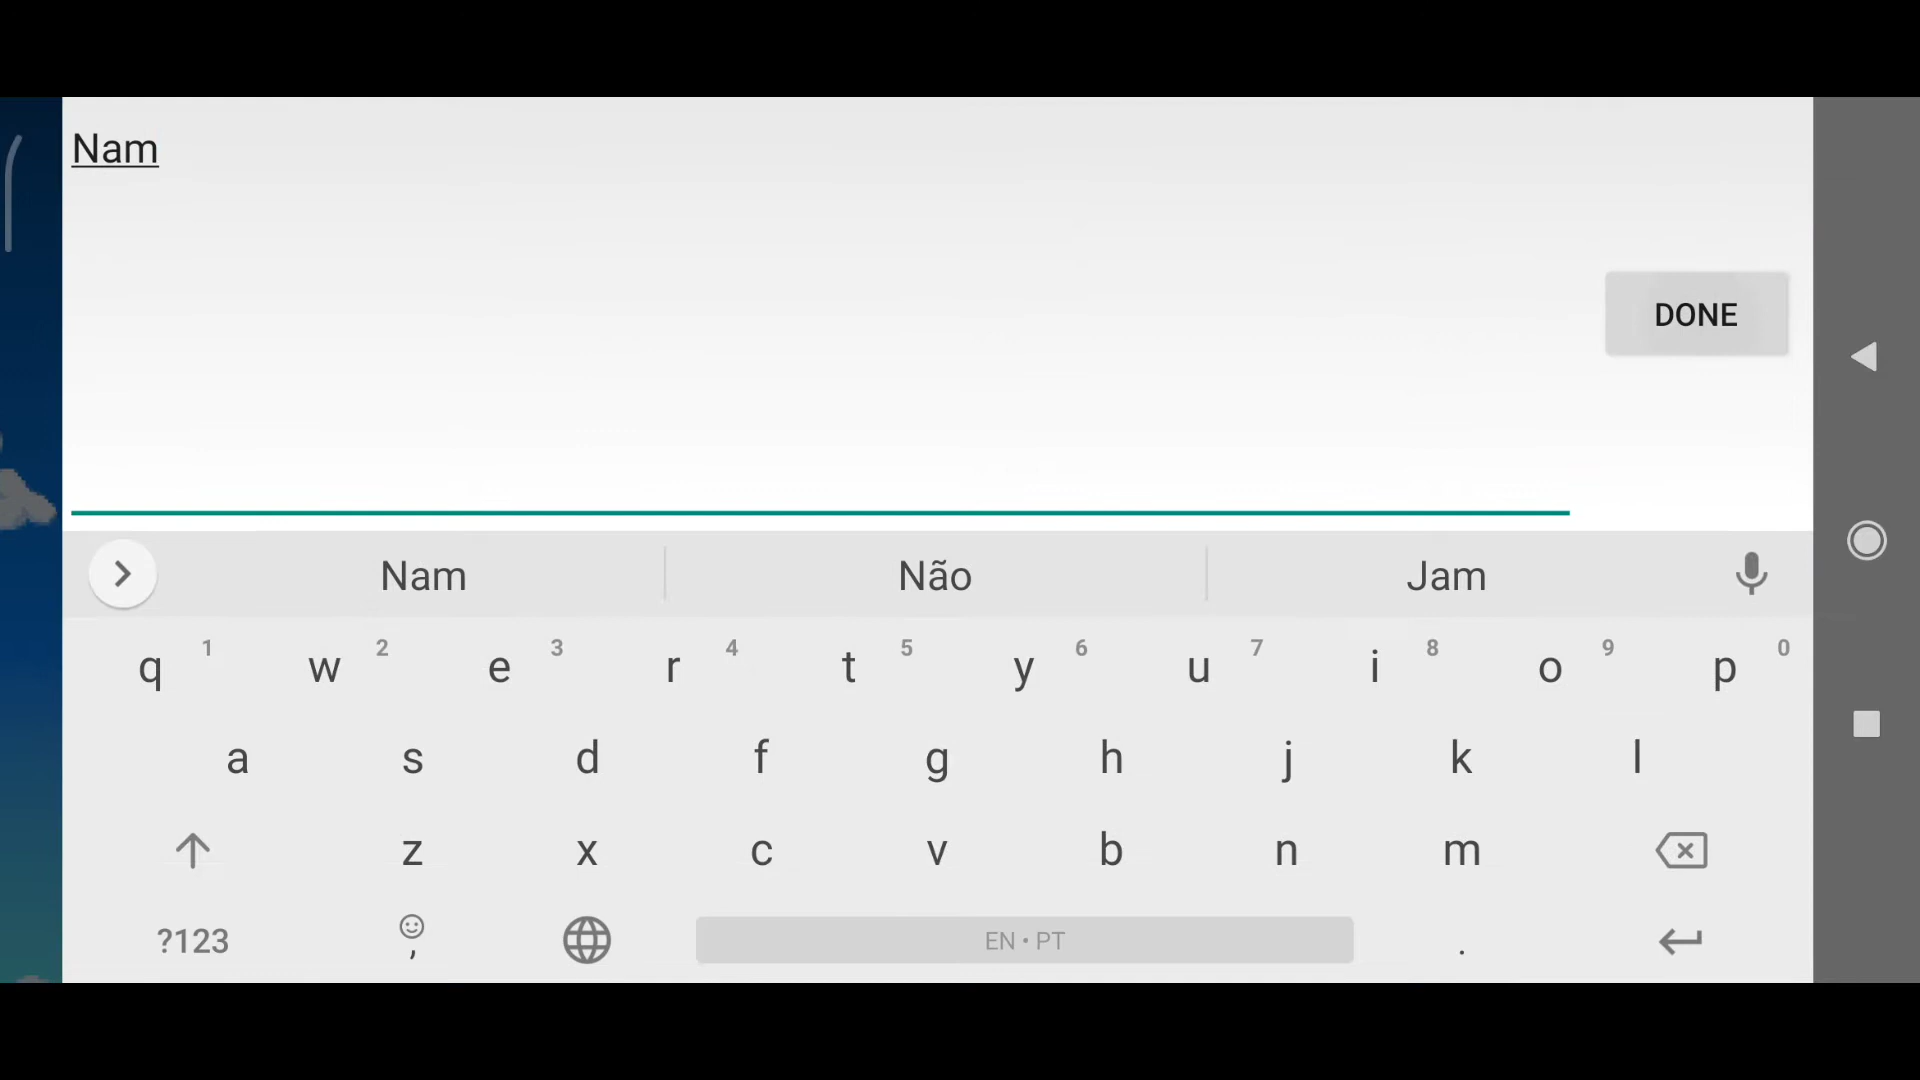 Nam
DONE
Nam Não Jam
q 1 w 2 e 3 r 4 t 5 y 6 u 7 i 8 o 9 p 0
a s d f g h j k l
z x c v b n m
?123 , EN • PT .